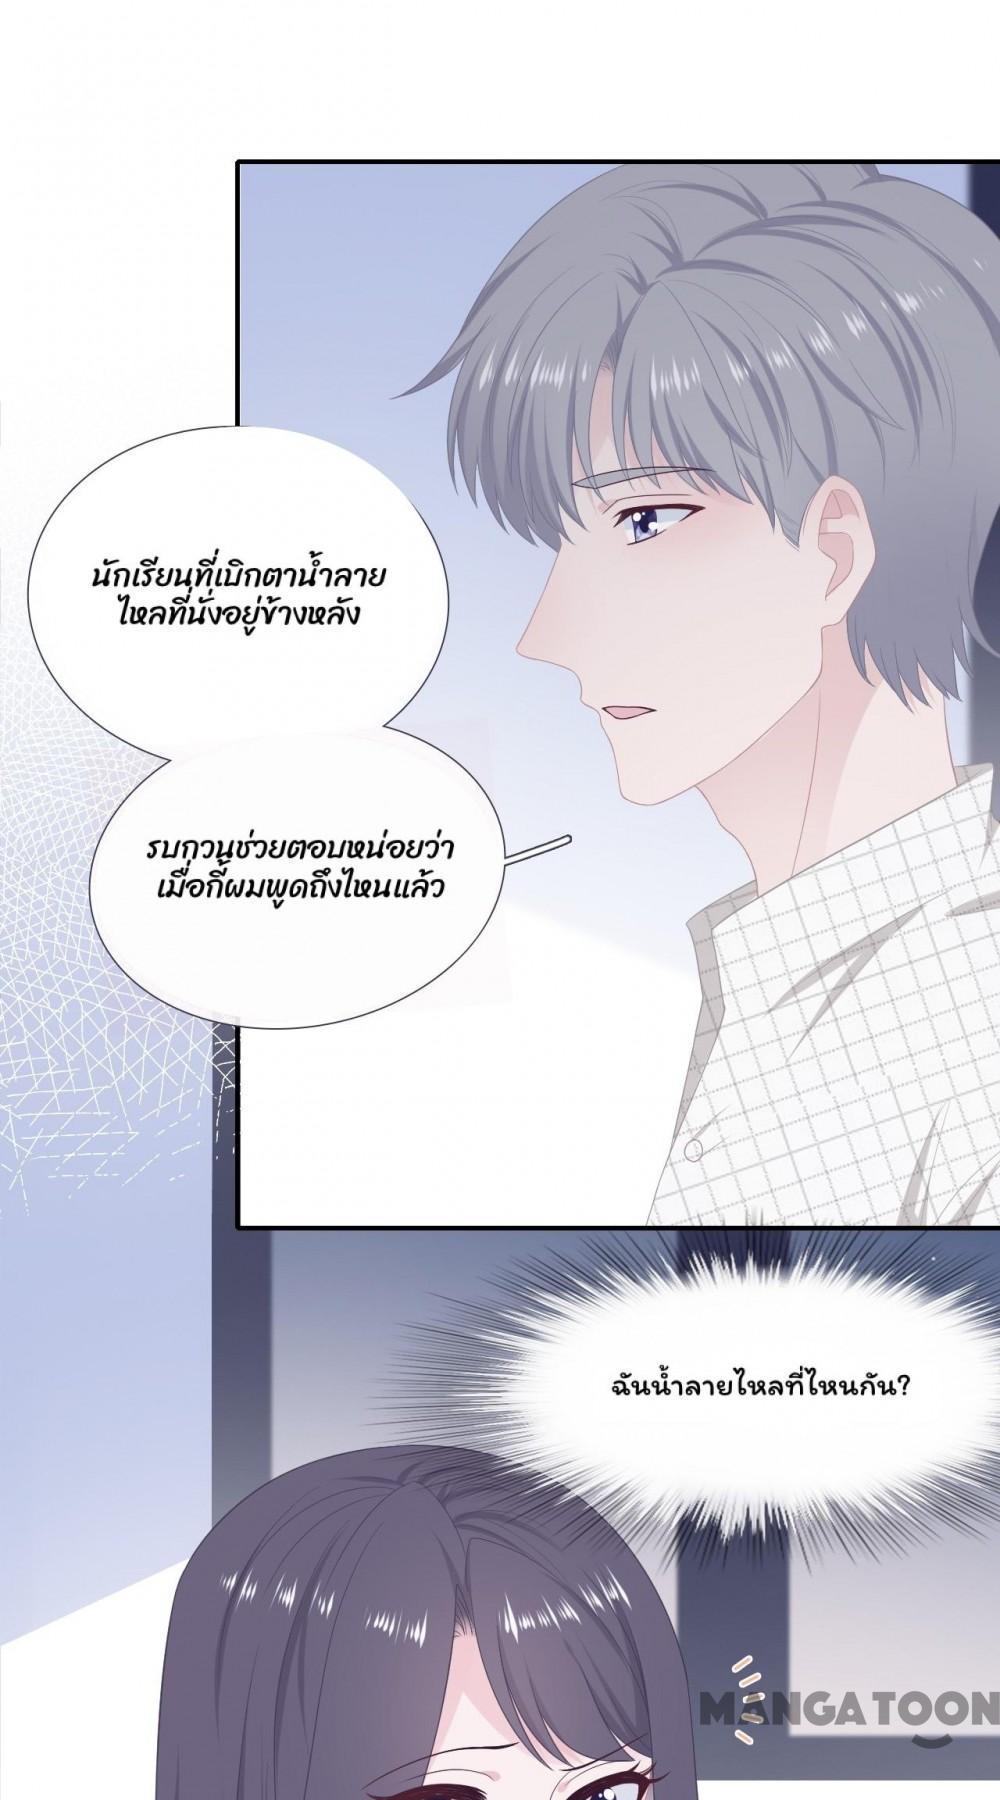 นักเรียนที่เบิกตาน้ำลาย
ไหลที่นั่งอยู่ข้างหลัง
รบกวนช่วยตอบหน่อยว่า
เมื่อกี้ผมพูดถึงไหนแล้ว
ฉันน้ำลายไหลที่ไหนกัน?
MANGATOON
MANGATOON